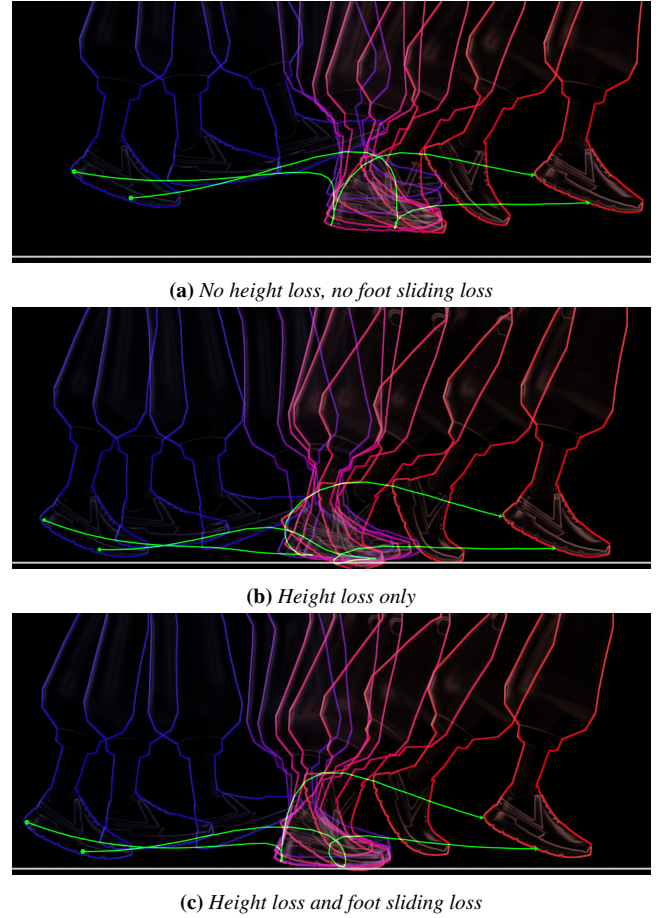 (a) No height loss, no foot sliding loss
(b) Height loss only
(c) Height loss and foot sliding loss